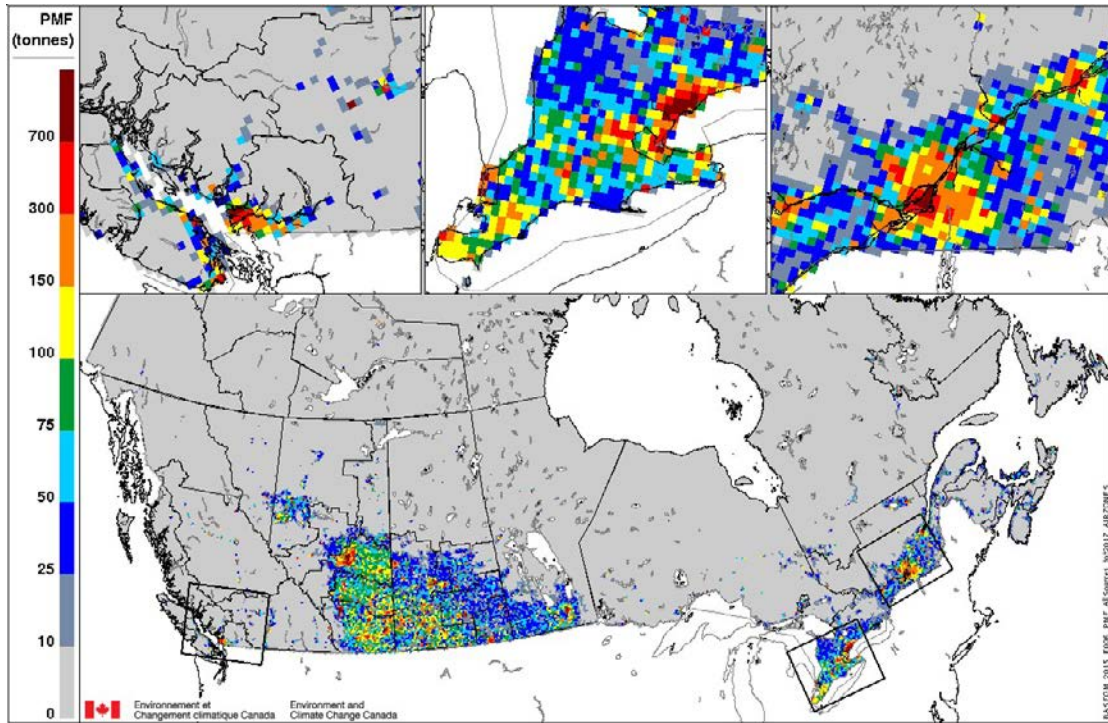 PMF
(tonnes)
700
300
150
100
75
50
25
10
0
Environnement et
Changement climatique Canada
Environment and
Climate Change Canada